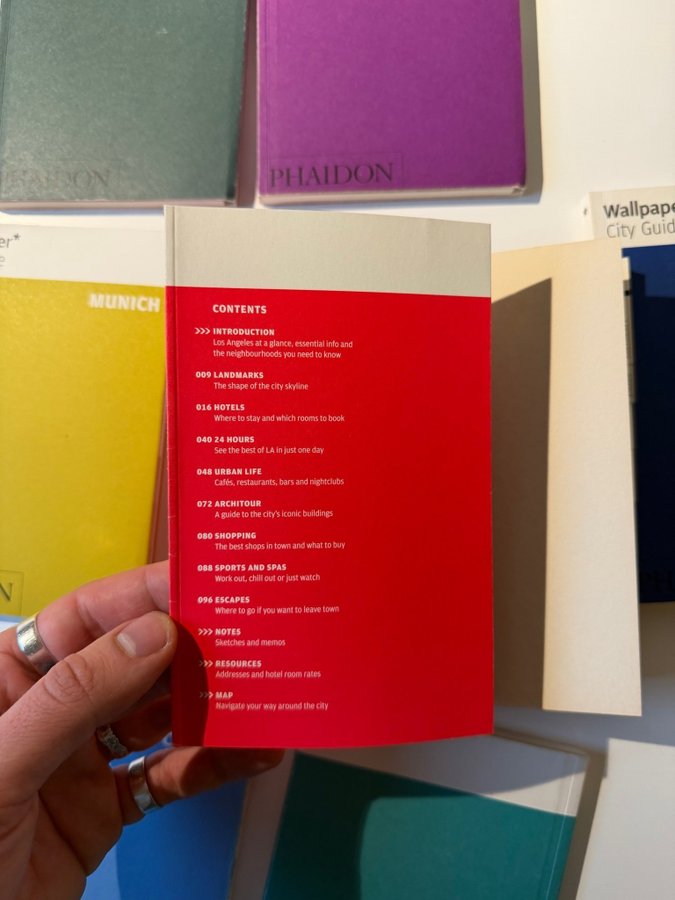 PHAIDON
PHAIDON
Wallpape
City Guid
er*
MUNICH
CONTENTS
>>> INTRODUCTION
Los Angeles at a glance, essential info and
the neighbourhoods you need to know
009 LANDMARKS
The shape of the city skyline
016 HOTELS
Where to stay and which rooms to book
040 24 HOURS
See the best of LA in just one day
048 URBAN LIFE
Cafés, restaurants, bars and nightclubs
072 ARCHITOUR
A guide to the city's iconic buildings
080 SHOPPING
The best shops in town and what to buy
088 SPORTS AND SPAS
Work out, chill out or just watch
096 ESCAPES
Where to go if you want to leave town
>>> NOTES
Sketches and memos
>>> RESOURCES
Addresses and hotel room rates
>>> MAP
Navigate your way around the city